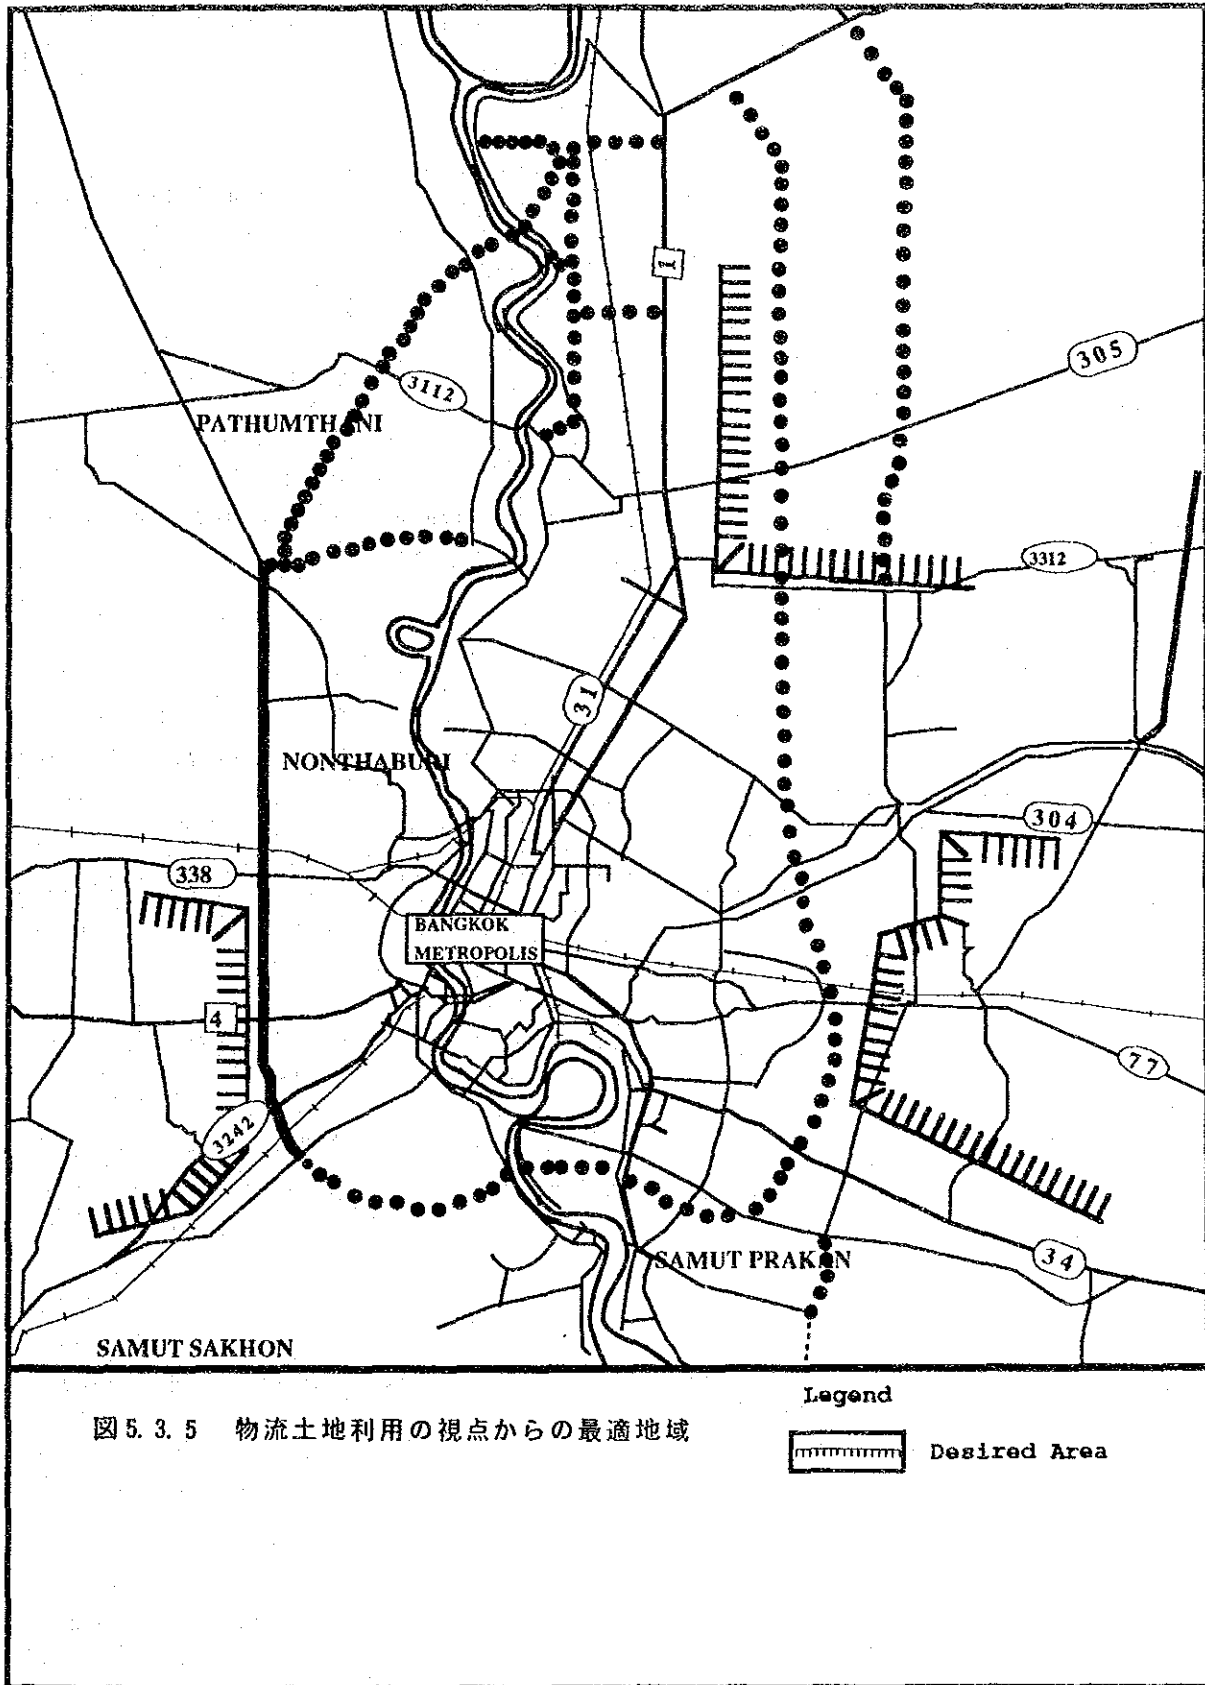 1
305
3112
PATHUMTHANI
3312
31
NONTHABURI
304
338
BANGKOK
METROPOLIS
4
77
3242
34
SAMUT PRAKAN
SAMUT SAKHON
Legend
図5.3.5 物流土地利用の視点からの最適地域
Desired Area